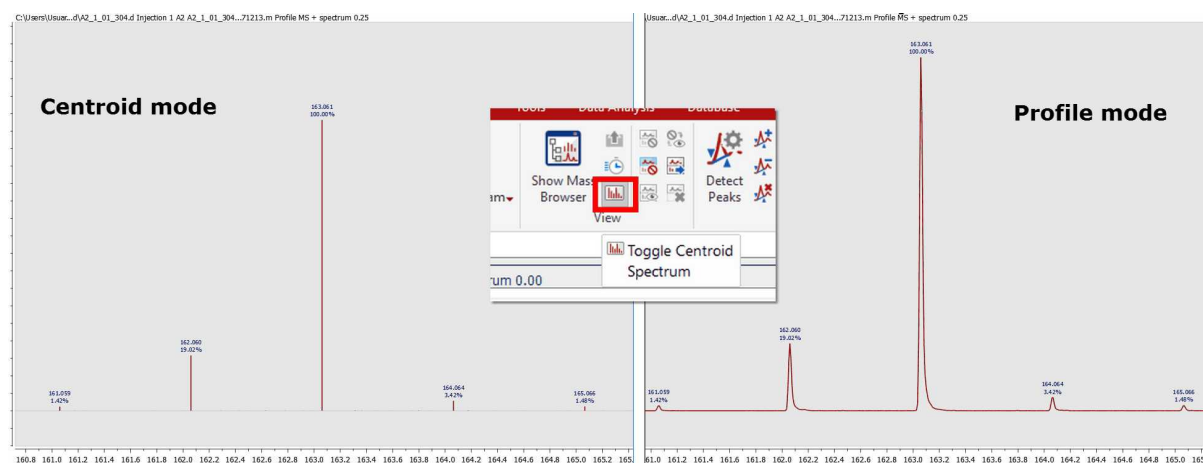 C:\Users\Usuar...d\A2_1_01_304.d Injection 1 A2 A2_1_01_304...71213.m Profile MS + spectrum 0.25
Centroid mode
163.061
100.00%
162.060
19.02%
161.059
1.42%
164.064
3.42%
165.066
1.48%
160.8 161.0 161.2 161.4 161.6 161.8 162.0 162.2 162.4 162.6 162.8 163.0 163.2 163.4 163.6 163.8 164.0 164.2 164.4 164.6 164.8 165.0 165.2 165.
Tools Data Analysis Database
Show Mass
Browser
am
View
Detect
Peaks
Toggle Centroid
Spectrum
rum 0.00
\Usuar...d\A2_1_01_304.d Injection 1 A2 A2_1_01_304...71213.m Profile MS + spectrum 0.25
Profile mode
163.061
100.00%
162.060
19.02%
161.059
1.42%
164.064
3.42%
165.066
1.48%
61.0 161.2 161.4 161.6 161.8 162.0 162.2 162.4 162.6 162.8 163.0 163.2 163.4 163.6 163.8 164.0 164.2 164.4 164.6 164.8 165.0